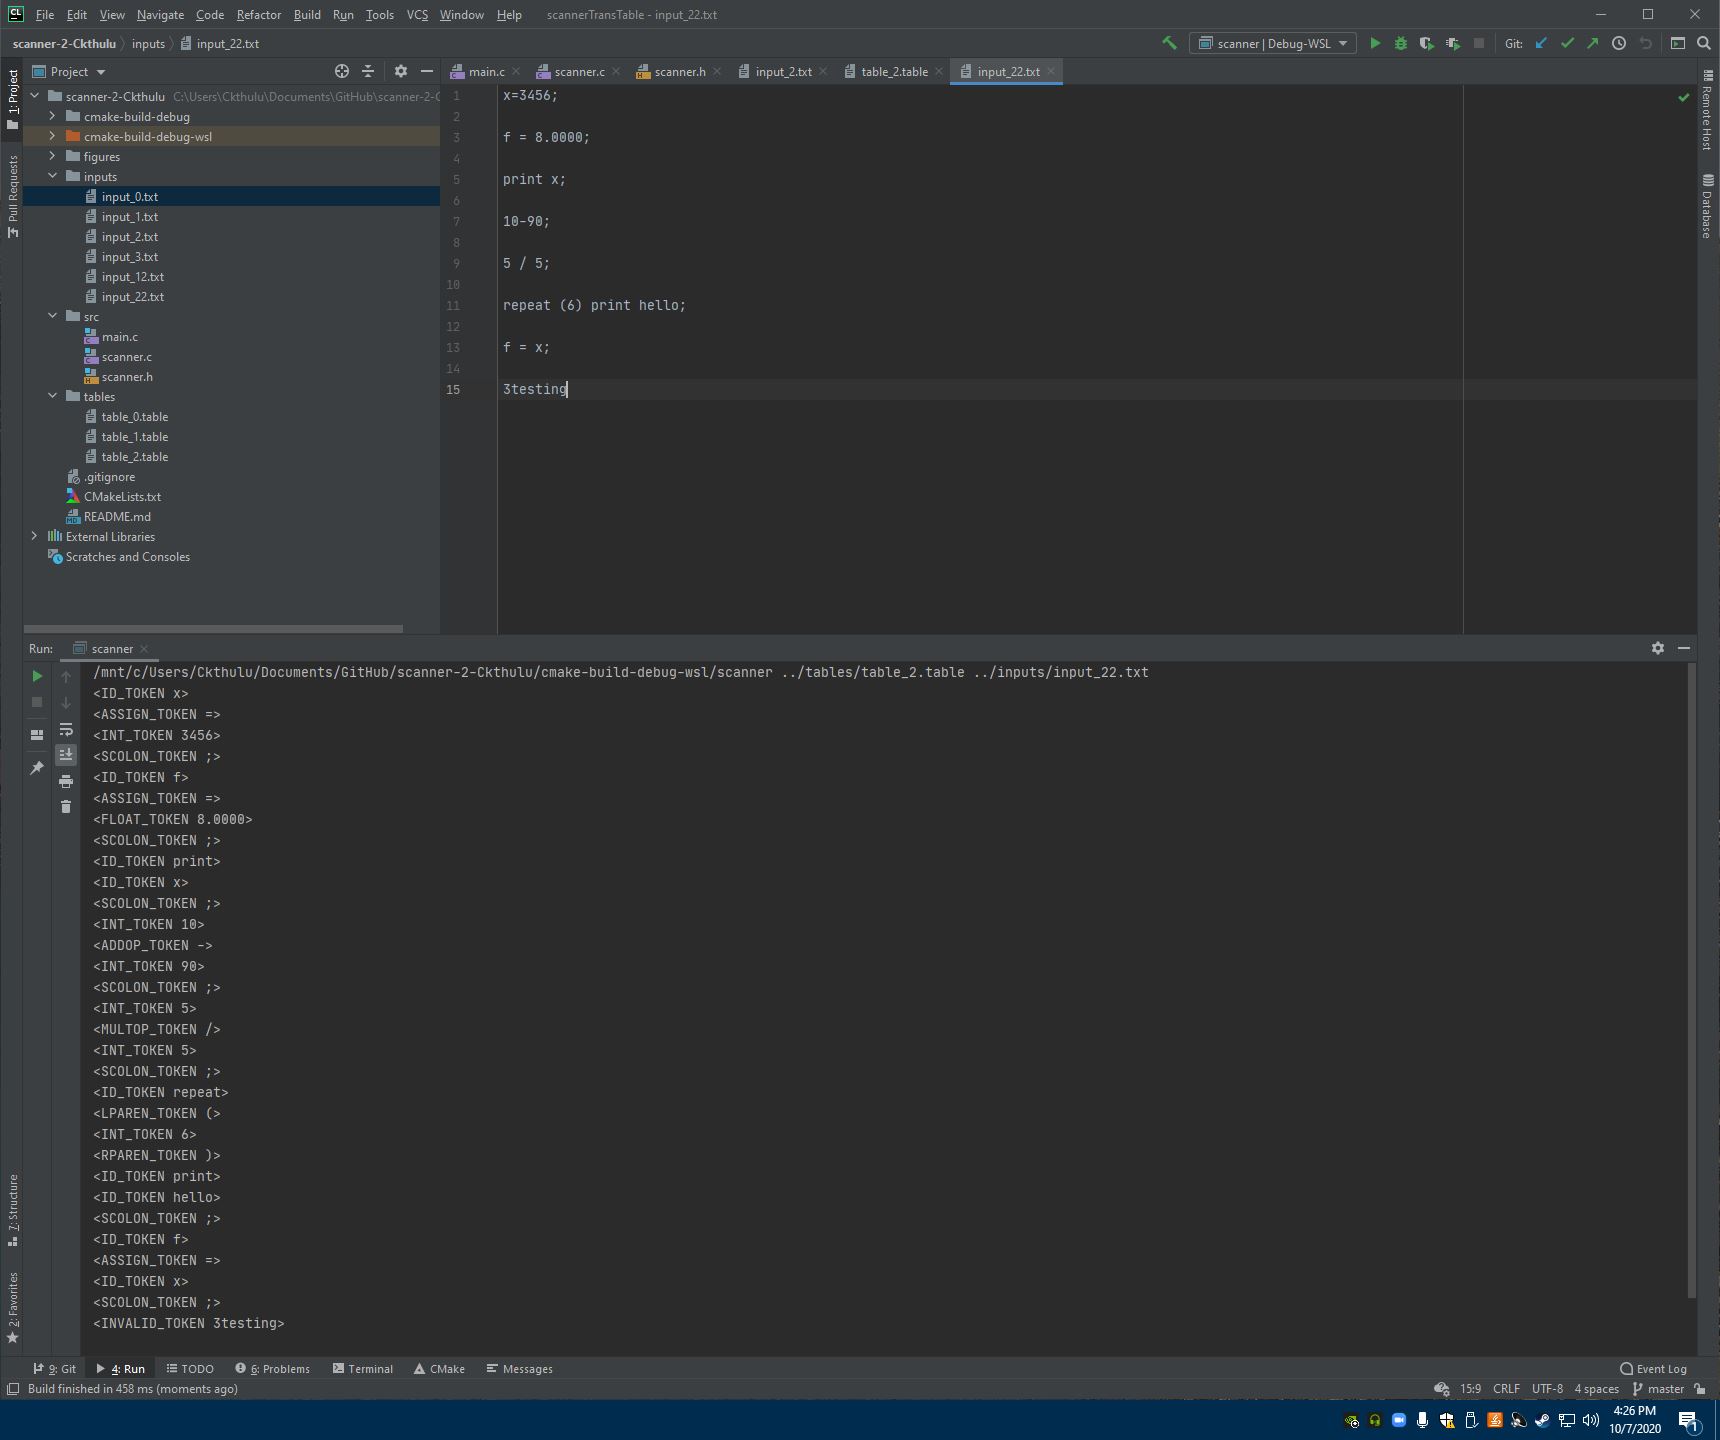 CL File Edit View Navigate Code Refactor Build Run Tools VCS Window Help scannerTransTable - input_22.txt
scanner-2-Ckthulu inputs input_22.txt scanner | Debug-WSL Git:
1: Project
Pull Requests
7: Structure
2: Favorites
Project
scanner-2-Ckthulu C:\Users\Ckthulu\Documents\GitHub\scanner-2-C
cmake-build-debug
cmake-build-debug-wsl
figures
inputs
input_0.txt
input_1.txt
input_2.txt
input_3.txt
input_12.txt
input_22.txt
src
main.c
scanner.c
scanner.h
tables
table_0.table
table_1.table
table_2.table
.gitignore
CMakeLists.txt
README.md
External Libraries
Scratches and Consoles
main.c scanner.c scanner.h input_2.txt table_2.table input_22.txt
1 x=3456;
2
3 f = 8.0000;
4
5 print x;
6
7 10-90;
8
9 5 / 5;
10
11 repeat (6) print hello;
12
13 f = x;
14
15 3testing
Remote Host
Database
Run: scanner
/mnt/c/Users/Ckthulu/Documents/GitHub/scanner-2-Ckthulu/cmake-build-debug-wsl/scanner ../tables/table_2.table ../inputs/input_22.txt
<ID_TOKEN x>
<ASSIGN_TOKEN =>
<INT_TOKEN 3456>
<SCOLON_TOKEN ;>
<ID_TOKEN f>
<ASSIGN_TOKEN =>
<FLOAT_TOKEN 8.0000>
<SCOLON_TOKEN ;>
<ID_TOKEN print>
<ID_TOKEN x>
<SCOLON_TOKEN ;>
<INT_TOKEN 10>
<ADDOP_TOKEN ->
<INT_TOKEN 90>
<SCOLON_TOKEN ;>
<INT_TOKEN 5>
<MULTOP_TOKEN />
<INT_TOKEN 5>
<SCOLON_TOKEN ;>
<ID_TOKEN repeat>
<LPAREN_TOKEN (>
<INT_TOKEN 6>
<RPAREN_TOKEN )>
<ID_TOKEN print>
<ID_TOKEN hello>
<SCOLON_TOKEN ;>
<ID_TOKEN f>
<ASSIGN_TOKEN =>
<ID_TOKEN x>
<SCOLON_TOKEN ;>
<INVALID_TOKEN 3testing>
9: Git 4: Run TODO 6: Problems Terminal CMake Messages Event Log
Build finished in 458 ms (moments ago) 15:9 CRLF UTF-8 4 spaces master
4:26 PM
10/7/2020
1